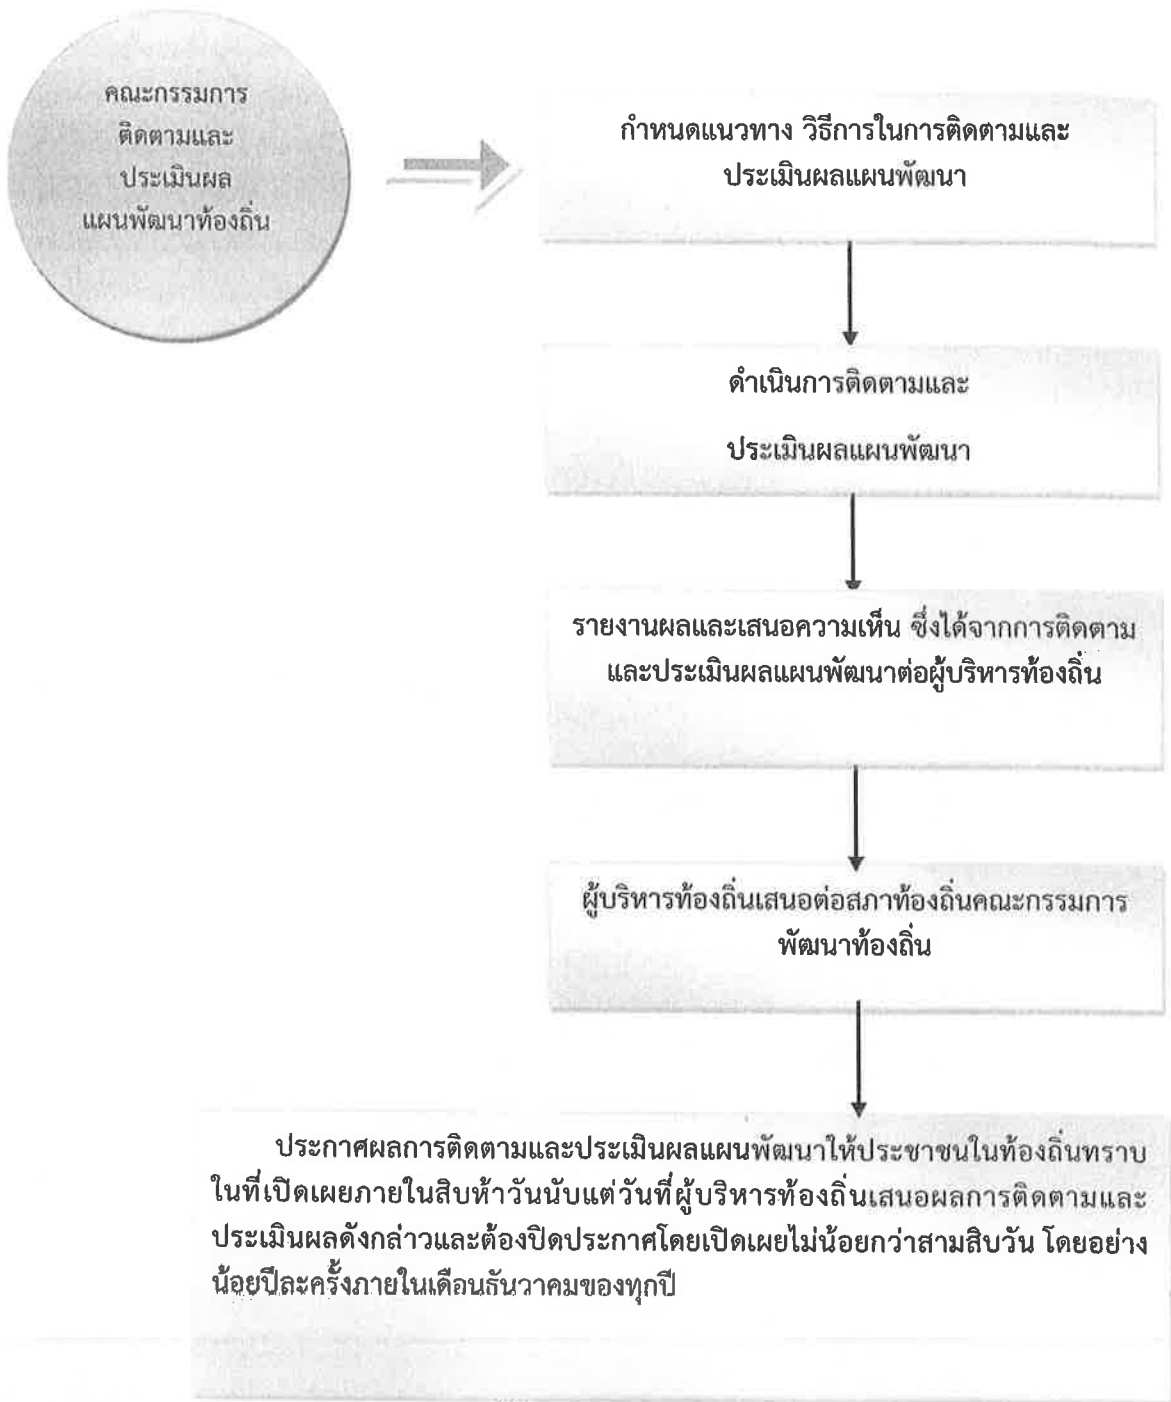 คณะกรรมการ
ติดตามและ
ประเมินผล
แผนพัฒนาท้องถิ่น
กำหนดแนวทาง วิธีการในการติดตามและ
ประเมินผลแผนพัฒนา
ดำเนินการติดตามและ
ประเมินผลแผนพัฒนา
รายงานผลและเสนอความเห็น ซึ่งได้จากการติดตาม
และประเมินผลแผนพัฒนาต่อผู้บริหารท้องถิ่น
ผู้บริหารท้องถิ่นเสนอต่อสภาท้องถิ่นคณะกรรมการ
พัฒนาท้องถิ่น
ประกาศผลการติดตามและประเมินผลแผนพัฒนาให้ประชาชนในท้องถิ่นทราบ
ในที่เปิดเผยภายในสิบห้าวันนับแต่วันที่ผู้บริหารท้องถิ่นเสนอผลการติดตามและ
ประเมินผลดังกล่าวและต้องปิดประกาศโดยเปิดเผยไม่น้อยกว่าสามสิบวัน โดยอย่าง
น้อยปีละครั้งภายในเดือนธันวาคมของทุกปี